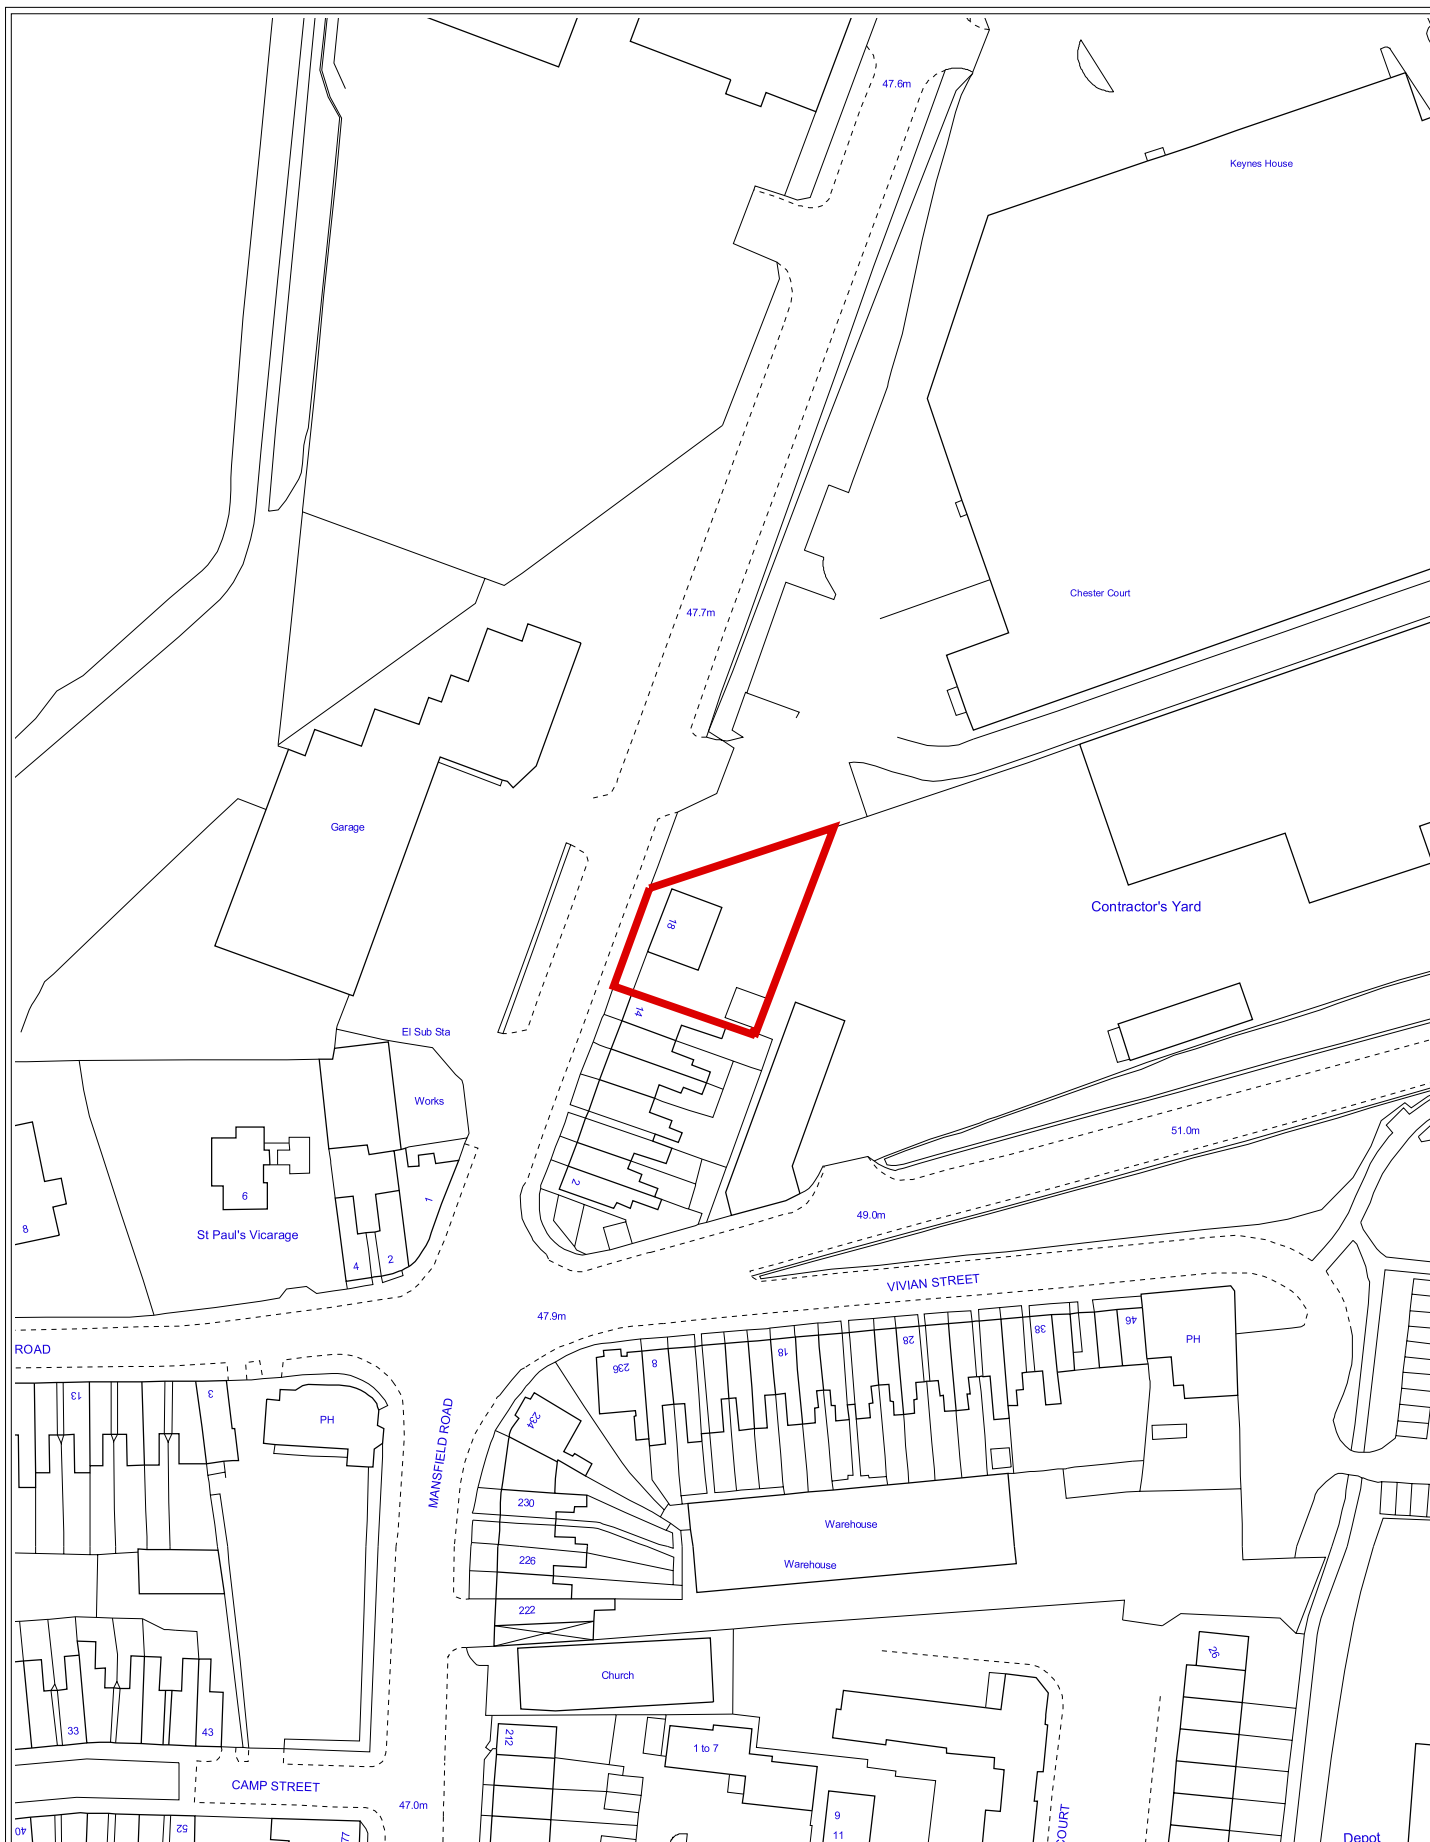 47.6m
Keynes House
Chester Court
47.7m
Garage
Contractor's Yard
18
14
El Sub Sta
Works
51.0m
6
2
1
8
St Paul's Vicarage
49.0m
4
2
VIVIAN STREET
47.9m
ROAD
PH
46
38
28
18
8
236
13
3
PH
234
MANSFIELD ROAD
230
Warehouse
226
Warehouse
222
26
Church
33
43
212
1 to 7
CAMP STREET
47.0m
9
11
COURT
40
52
77
Depot